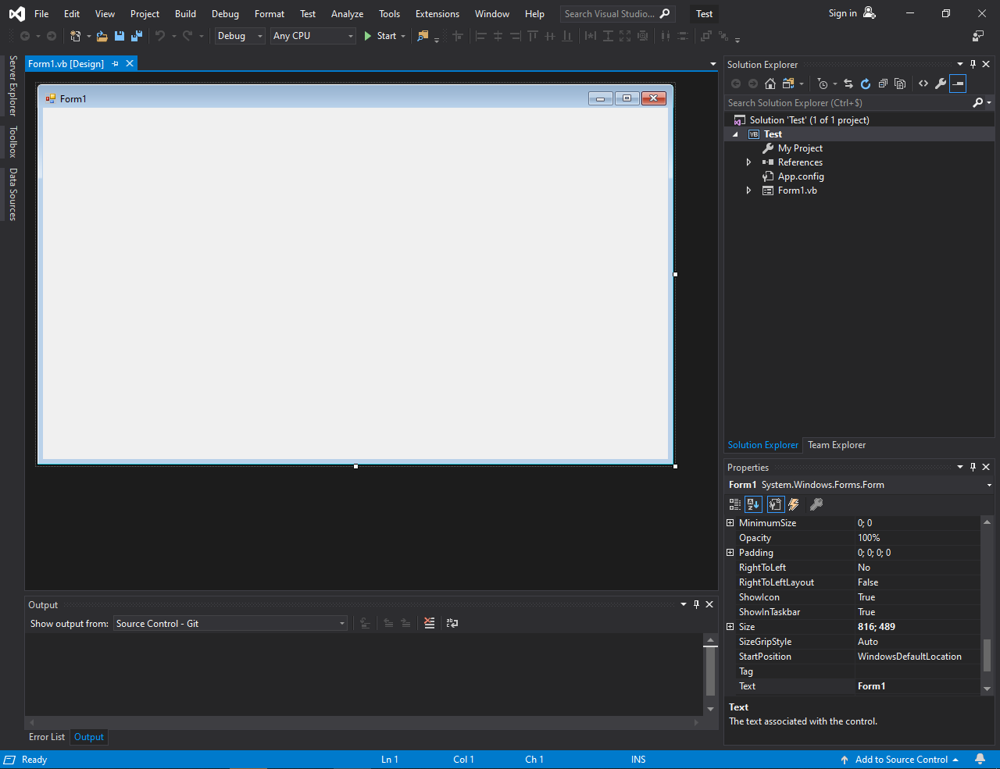 File Edit View Project Build Debug Format Test Analyze Tools Extensions Window Help Search Visual Studio... Test Sign in
Debug Any CPU Start
Server Explorer
Toolbox
Data Sources
Form1.vb [Design]
Form1
Solution Explorer
Search Solution Explorer (Ctrl+$)
Solution 'Test' (1 of 1 project)
VB Test
My Project
References
App.config
Form1.vb
Solution Explorer Team Explorer
Properties
Form1 System.Windows.Forms.Form
MinimumSize 0; 0
Opacity 100%
Padding 0; 0; 0; 0
RightToLeft No
RightToLeftLayout False
ShowIcon True
ShowInTaskbar True
Size 816; 489
SizeGripStyle Auto
StartPosition WindowsDefaultLocation
Tag
Text Form1
Text
The text associated with the control.
Output
Show output from: Source Control - Git
Error List Output
Ready Ln 1 Col 1 Ch 1 INS Add to Source Control